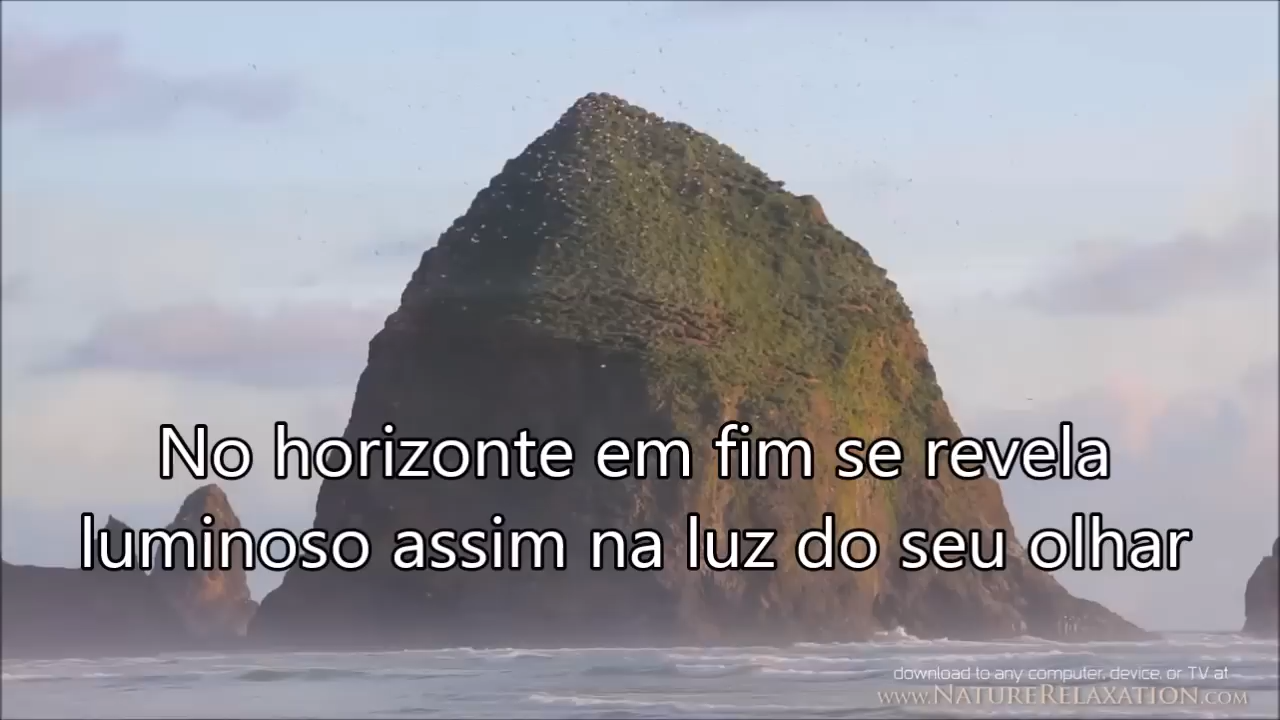 No horizonte em fim se revela
luminoso assim na luz do seu olhar
download to any computer, device, or TV at
www.NatureRelaxation.com